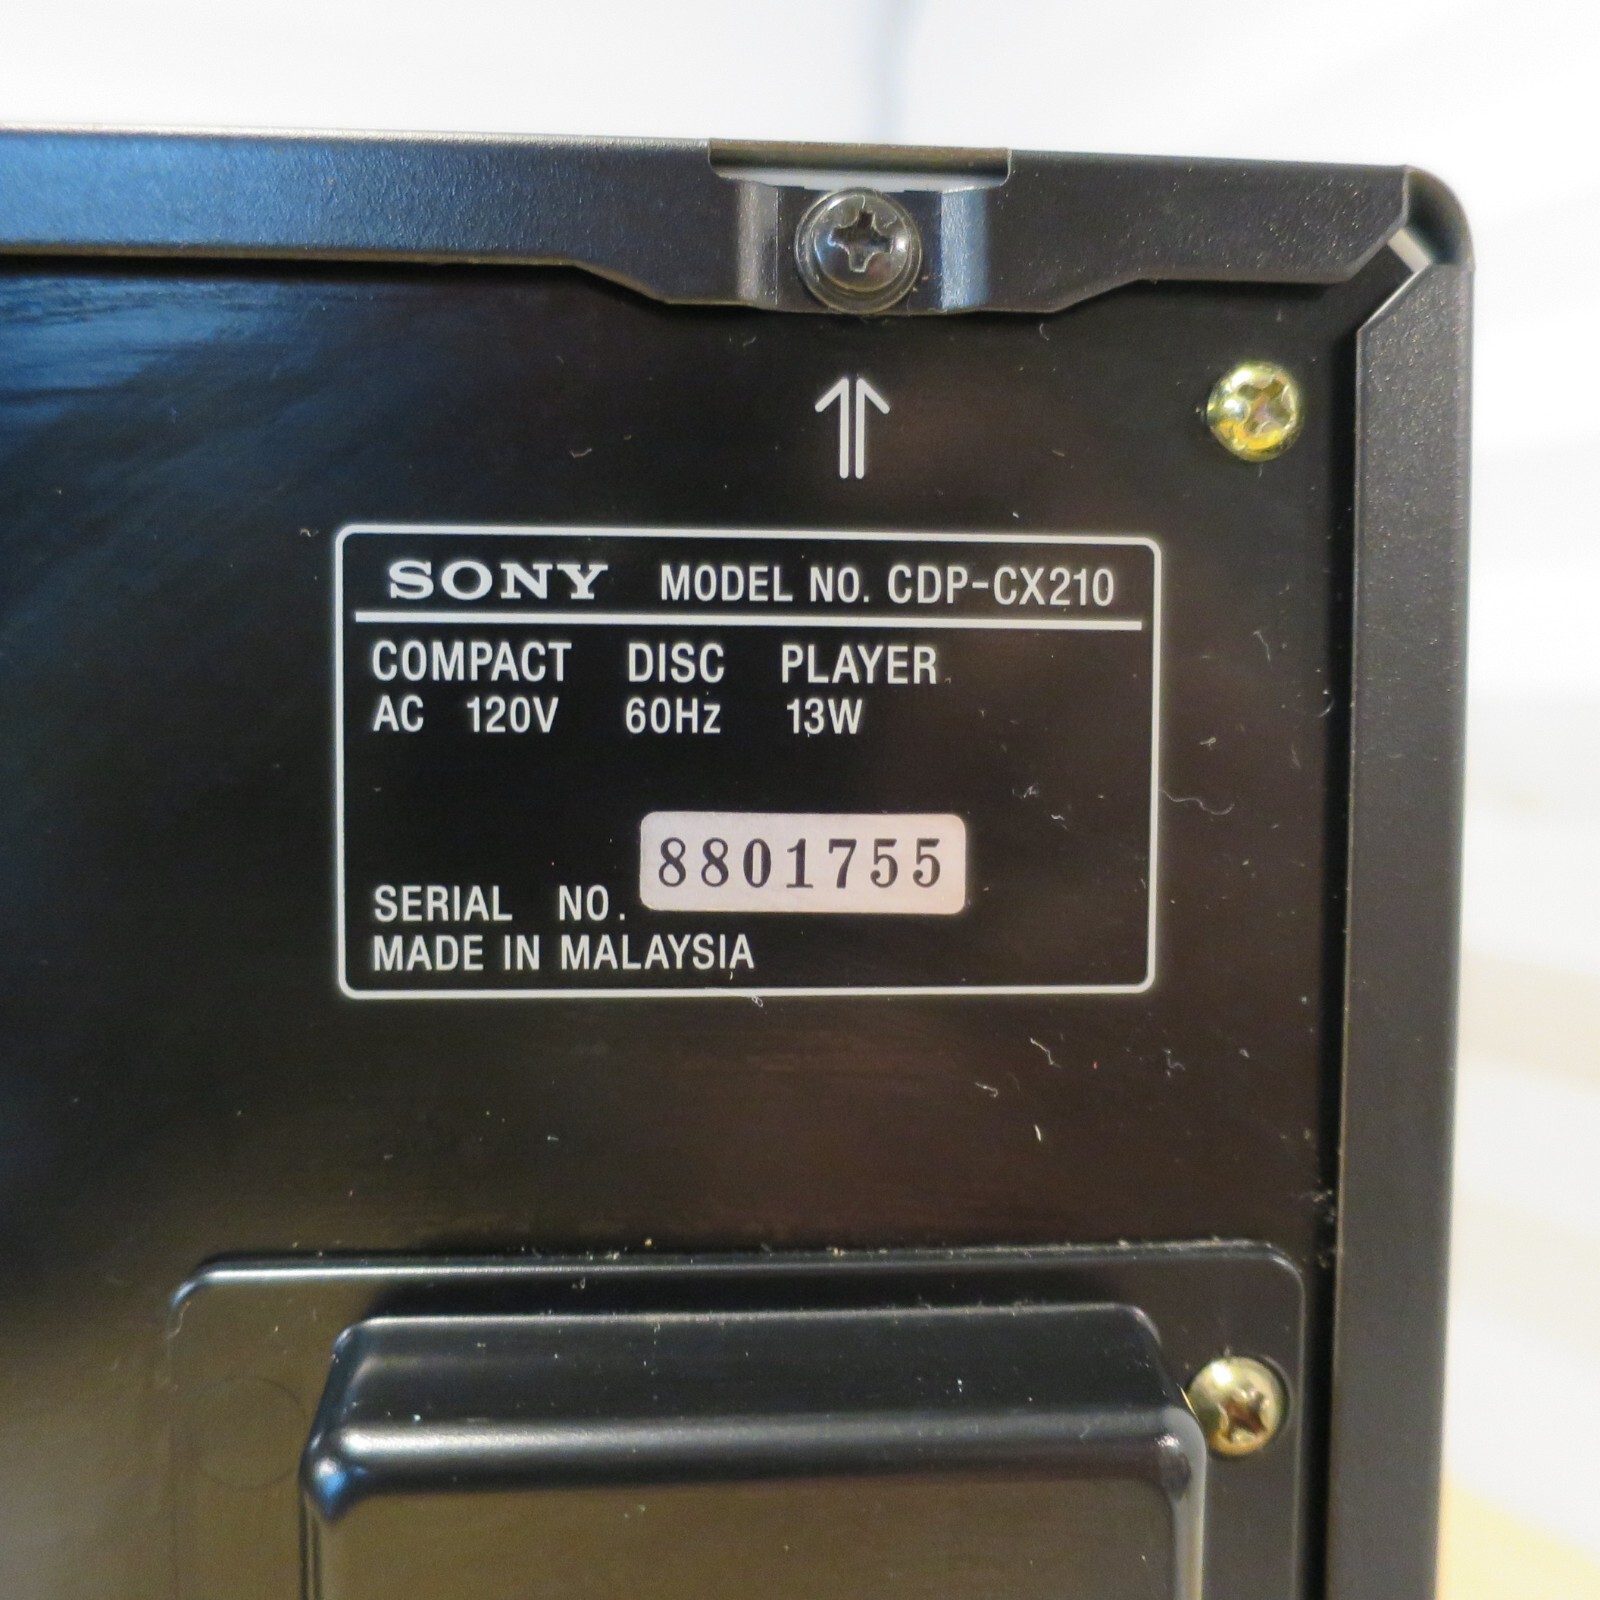 SONY MODEL NO. CDP-CX210
COMPACT DISC PLAYER
AC 120V 60Hz 13W
SERIAL NO. 8801755
MADE IN MALAYSIA